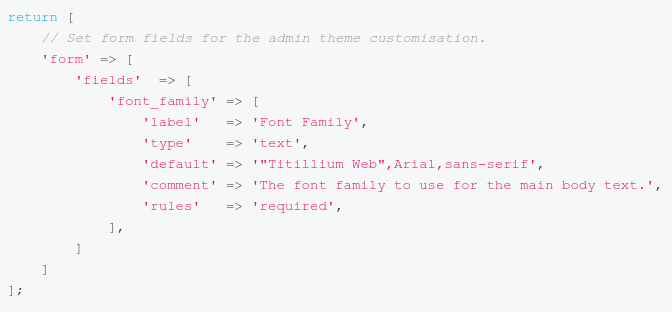 return [
    // Set form fields for the admin theme customisation.
    'form' => [
        'fields'  => [
            'font_family' => [
                'label'   => 'Font Family',
                'type'    => 'text',
                'default' => '"Titillium Web",Arial,sans-serif',
                'comment' => 'The font family to use for the main body text.',
                'rules'   => 'required',
            ],
        ]
    ]
];